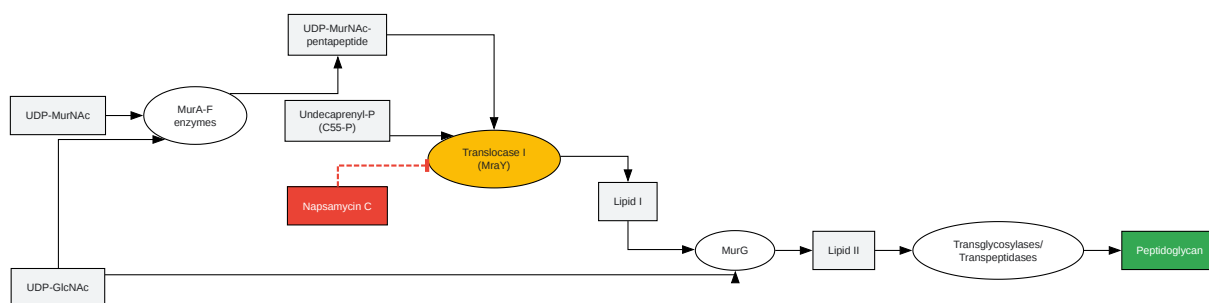 UDP-MurNAc-
pentapeptide
UDP-MurNAc
MurA-F
enzymes
Undecaprenyl-P
(C55-P)
Translocase I
(MraY)
Napsamycin C
Lipid I
MurG
Lipid II
Transglycosylases/
Transpeptidases
Peptidoglycan
UDP-GlcNAc